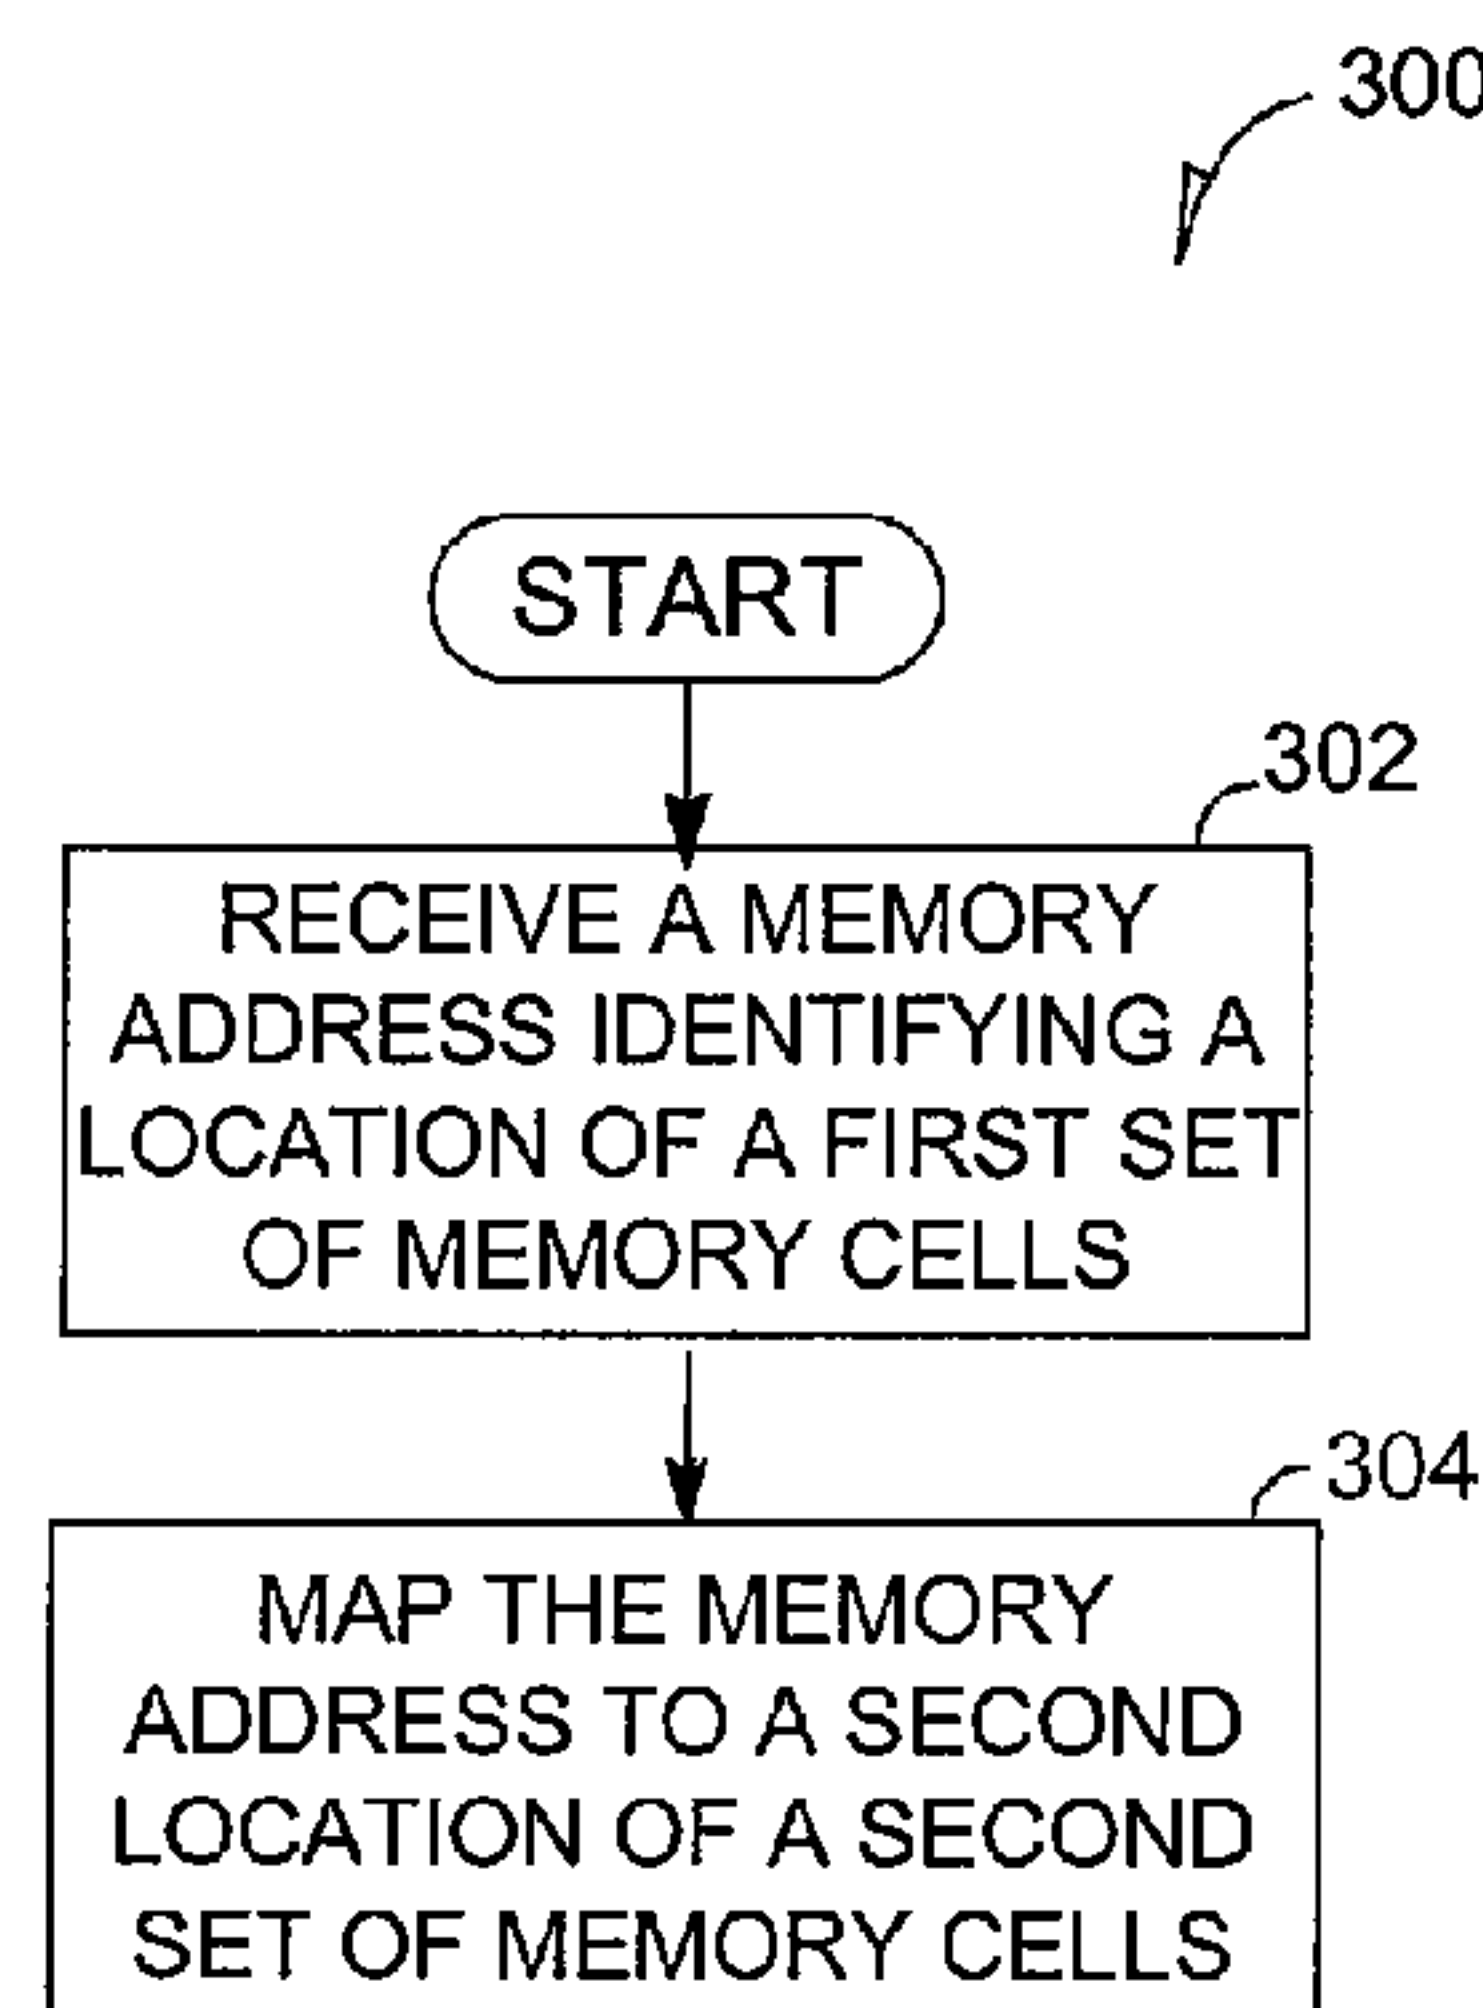 300
START
302
RECEIVE A MEMORY
ADDRESS IDENTIFYING A
LOCATION OF A FIRST SET
OF MEMORY CELLS
304
MAP THE MEMORY
ADDRESS TO A SECOND
LOCATION OF A SECOND
SET OF MEMORY CELLS